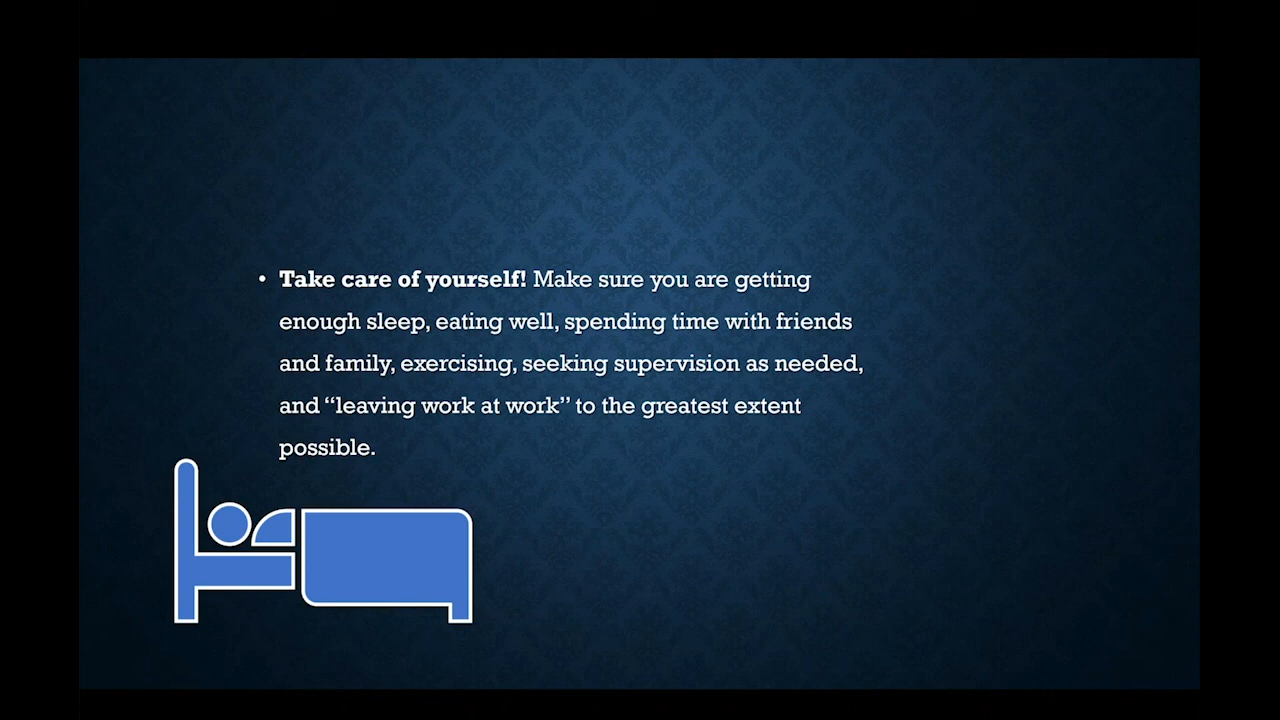 • Take care of yourself! Make sure you are getting
enough sleep, eating well, spending time with friends
and family, exercising, seeking supervision as needed,
and “leaving work at work” to the greatest extent
possible.